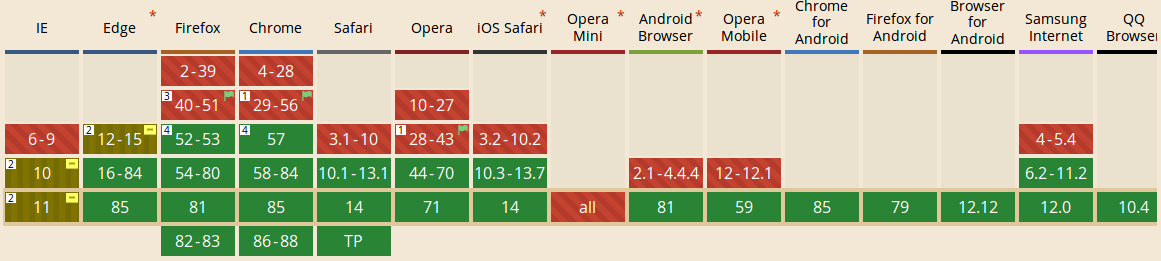 IE Edge * Firefox Chrome Safari Opera iOS Safari * Opera Mini * Android Browser * Opera Mobile * Chrome for Android Firefox for Android Browser for Android Samsung Internet QQ Browser
2-39 4-28
3 40-51 1 29-56 10-27
6-9 2 12-15 4 52-53 4 57 3.1-10 1 28-43 3.2-10.2 4-5.4
2 10 16-84 54-80 58-84 10.1-13.1 44-70 10.3-13.7 2.1-4.4.4 12-12.1 6.2-11.2
2 11 85 81 85 14 71 14 all 81 59 85 79 12.12 12.0 10.4
82-83 86-88 TP